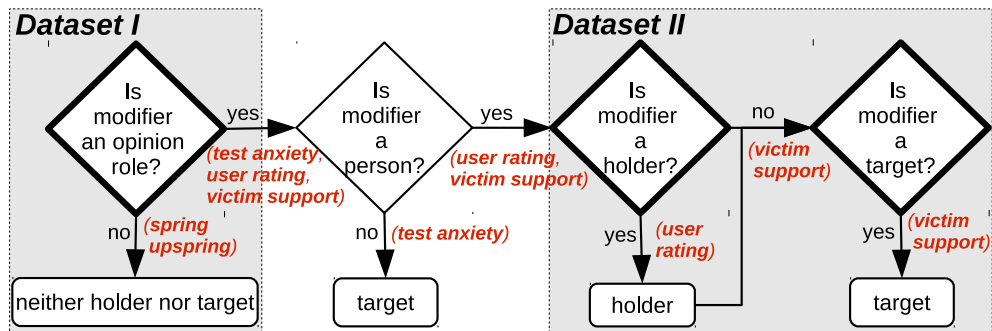 Dataset I
Dataset II
Is
modifier
an opinion
role?
yes
(test anxiety,
user rating,
victim support)
no
(spring
upspring)
neither holder nor target
Is
modifier
a
person?
yes
(user rating,
victim support)
no
(test anxiety)
target
Is
modifier
a
holder?
no
(victim
support)
yes
(user
rating)
holder
Is
modifier
a
target?
yes
(victim
support)
target